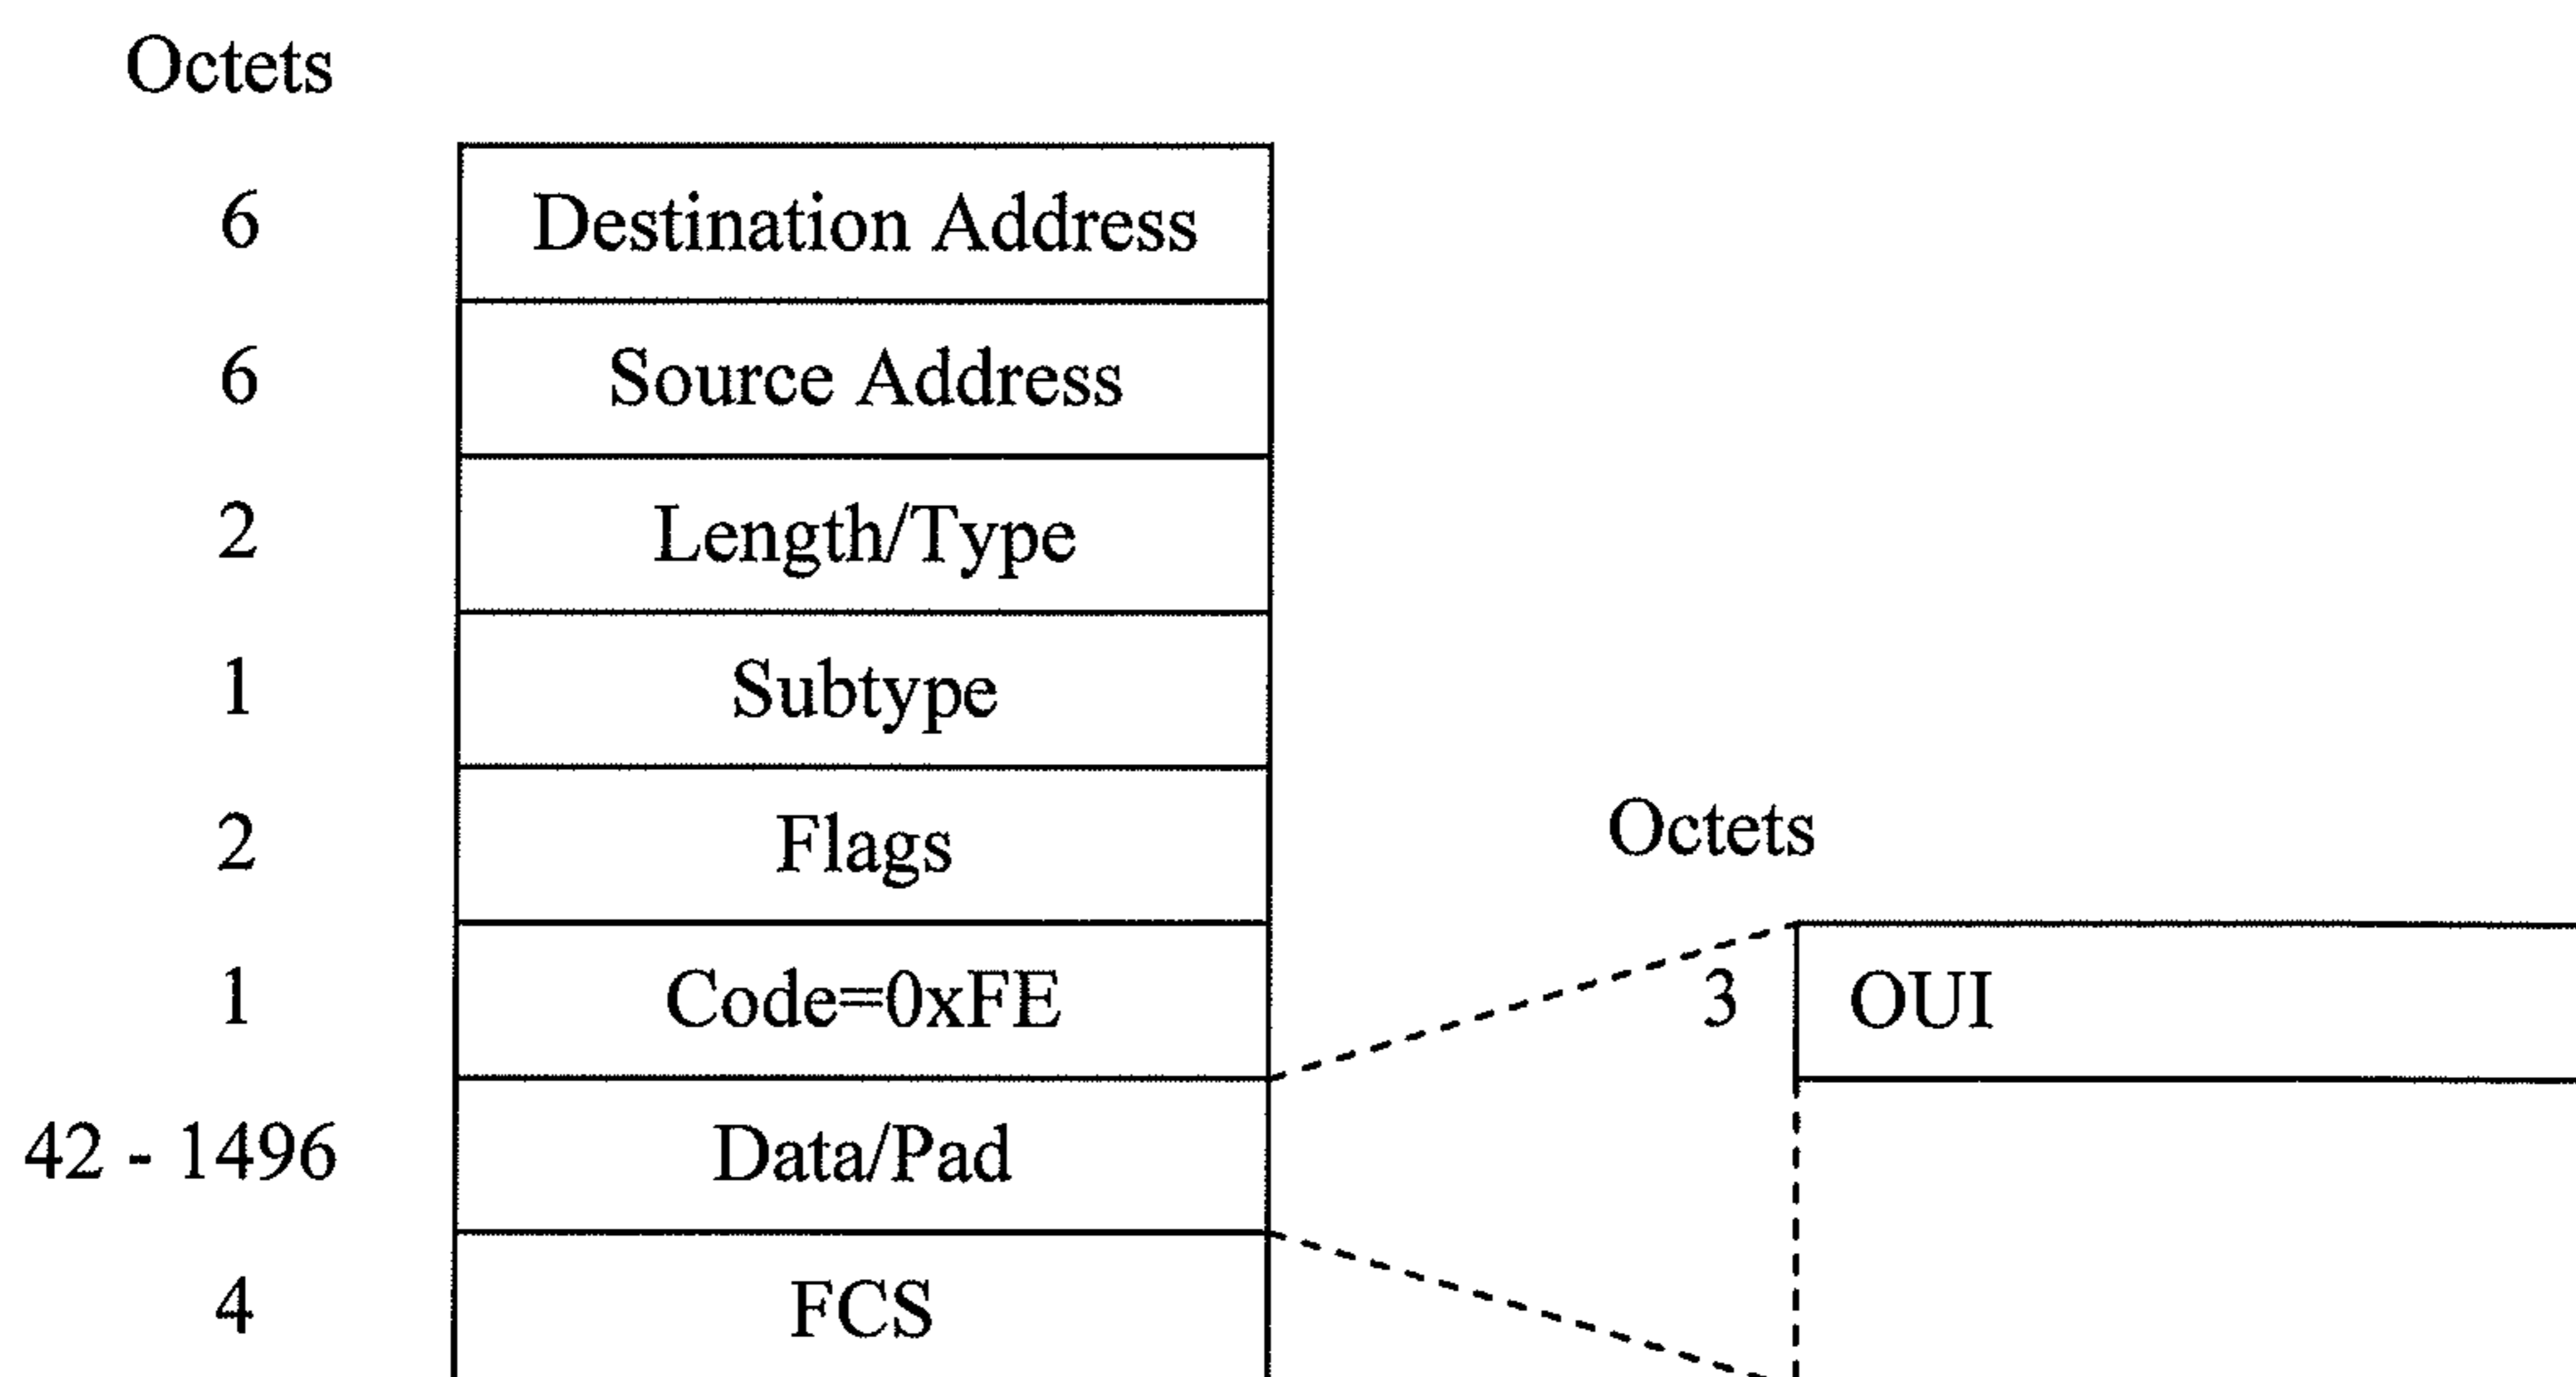 Octets
6 Destination Address
6 Source Address
2 Length/Type
1 Subtype
2 Flags
Octets
1 Code=0xFE
3 OUI
42 - 1496 Data/Pad
4 FCS